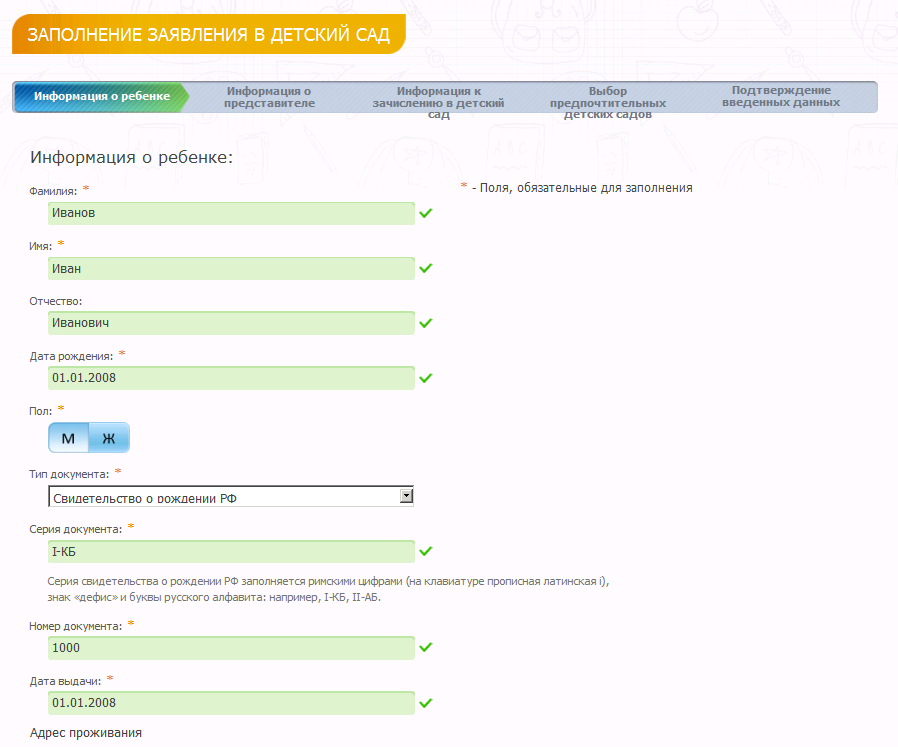 ЗАПОЛНЕНИЕ ЗАЯВЛЕНИЯ В ДЕТСКИЙ САД
Информация о ребенке
Информация о
представителе
Информация к
зачислению в детский
сад
Выбор
предпочтительных
детских садов
Подтверждение
введенных данных
Информация о ребенке:
* - Поля, обязательные для заполнения
Фамилия: *
Иванов
Имя: *
Иван
Отчество:
Иванович
Дата рождения: *
01.01.2008
Пол: *
М Ж
Тип документа: *
Свидетельство о рождении РФ
Серия документа: *
I-КБ
Серия свидетельства о рождении РФ заполняется римскими цифрами (на клавиатуре прописная латинская i),
знак «дефис» и буквы русского алфавита: например, I-КБ, II-АБ.
Номер документа: *
1000
Дата выдачи: *
01.01.2008
Адрес проживания